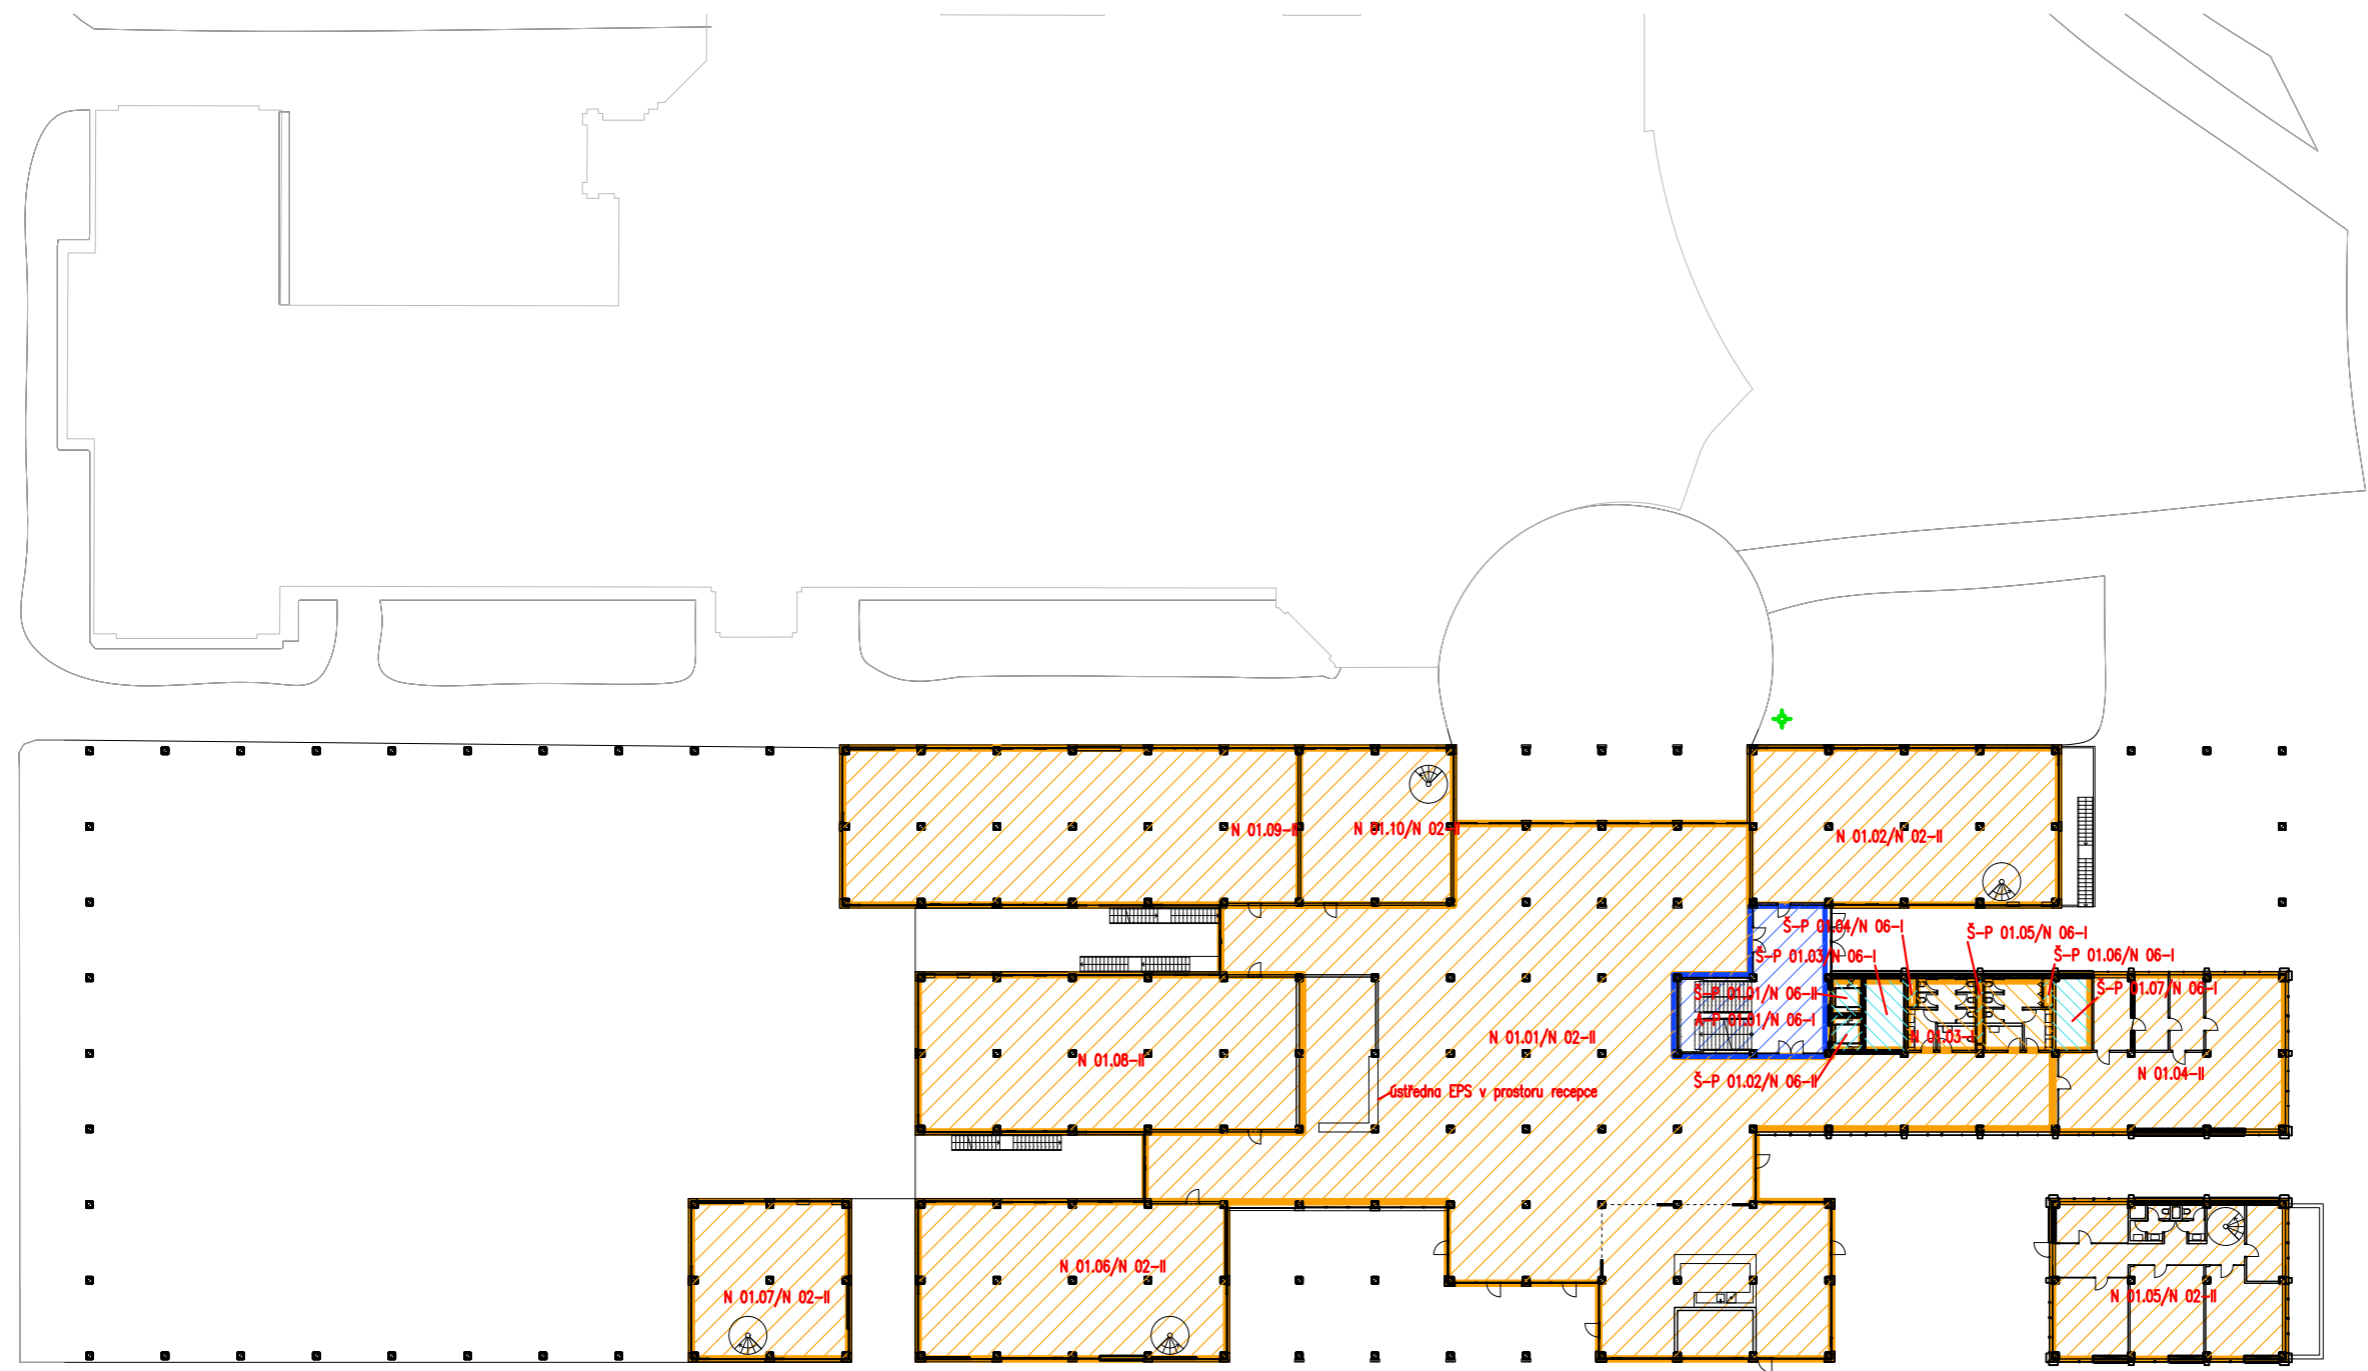 N 01.09-II
N 01.10/N 02-II
N 01.02/N 02-II
Š-P 01.04/N 06-I
Š-P 01.05/N 06-I
Š-P 01.03/N 06-I
Š-P 01.06/N 06-I
Š-P 01.07/N 06-I
Š-P 01.01/N 06-II
A-P 01.01/N 06-I
N 01.01/N 02-II
N 01.03-I
N 01.08-II
N 01.04-II
Š-P 01.02/N 06-II
ústředna EPS v prostoru recepce
N 01.06/N 02-II
N 01.07/N 02-II
N 01.05/N 02-II